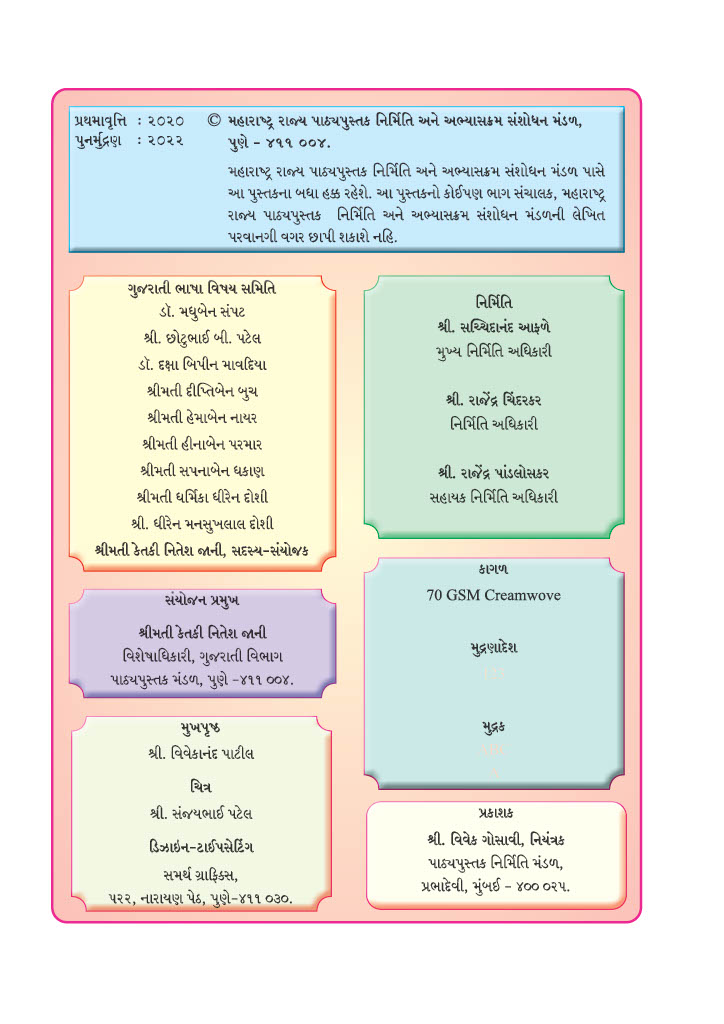 પ્રથમાવૃત્તિ : ૨૦૨૦
પુનર્મુદ્રણ : ૨૦૨૨
© મહારાષ્ટ્ર રાજ્ય પાઠ્યપુસ્તક નિર્મિતિ અને અભ્યાસક્રમ સંશોધન મંડળ,
પુણે - ૪૧૧ ૦૦૪.
મહારાષ્ટ્ર રાજ્ય પાઠ્યપુસ્તક નિર્મિતિ અને અભ્યાસક્રમ સંશોધન મંડળ પાસે
આ પુસ્તકના બધા હક્ક રહેશે. આ પુસ્તકનો કોઈપણ ભાગ સંચાલક, મહારાષ્ટ્ર
રાજ્ય પાઠ્યપુસ્તક નિર્મિતિ અને અભ્યાસક્રમ સંશોધન મંડળની લેખિત
પરવાનગી વગર છાપી શકાશે નહિ.
ગુજરાતી ભાષા વિષય સમિતિ
ડૉ. મધુબેન સંપટ
શ્રી. છોટુભાઈ બી. પટેલ
ડૉ. દક્ષા બિપીન માવદિયા
શ્રીમતી દીપ્તિબેન બુચ
શ્રીમતી હેમાબેન નાયર
શ્રીમતી હીનાબેન પરમાર
શ્રીમતી સપનાબેન ધકાણ
શ્રીમતી ધર્મિકા ધીરેન દોશી
શ્રી. ધીરેન મનસુખલાલ દોશી
શ્રીમતી કેતકી નિતેશ જાની, સદસ્ય-સંયોજક
સંયોજન પ્રમુખ
શ્રીમતી કેતકી નિતેશ જાની
વિશેષાધિકારી, ગુજરાતી વિભાગ
પાઠ્યપુસ્તક મંડળ, પુણે -૪૧૧ ૦૦૪.
મુખપૃષ્ઠ
શ્રી. વિવેકાનંદ પાટીલ
ચિત્ર
શ્રી. સંજયભાઈ પટેલ
ડિઝાઇન-ટાઈપસેટિંગ
સમર્થ ગ્રાફિક્સ,
૫૨૨, નારાયણ પેઠ, પુણે-૪૧૧ ૦૩૦.
નિર્મિતિ
શ્રી. સચ્ચિદાનંદ આફળે
મુખ્ય નિર્મિતિ અધિકારી
શ્રી. રાજેંદ્ર ચિંદરકર
નિર્મિતિ અધિકારી
શ્રી. રાજેંદ્ર પાંડલોસકર
સહાયક નિર્મિતિ અધિકારી
કાગળ
70 GSM Creamwove
મુદ્રણાદેશ
મુદ્રક
પ્રકાશક
શ્રી. વિવેક ગોસાવી, નિયંત્રક
પાઠ્યપુસ્તક નિર્મિતિ મંડળ,
પ્રભાદેવી, મુંબઈ - ૪૦૦ ૦૨૫.